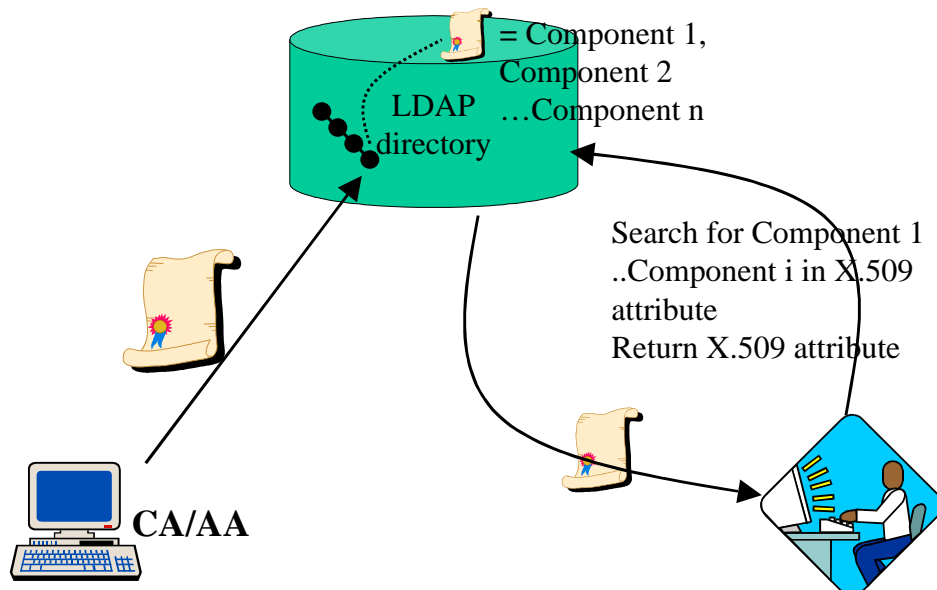 = Component 1,
Component 2
…Component n
LDAP
directory
Search for Component 1
..Component i in X.509
attribute
Return X.509 attribute
CA/AA